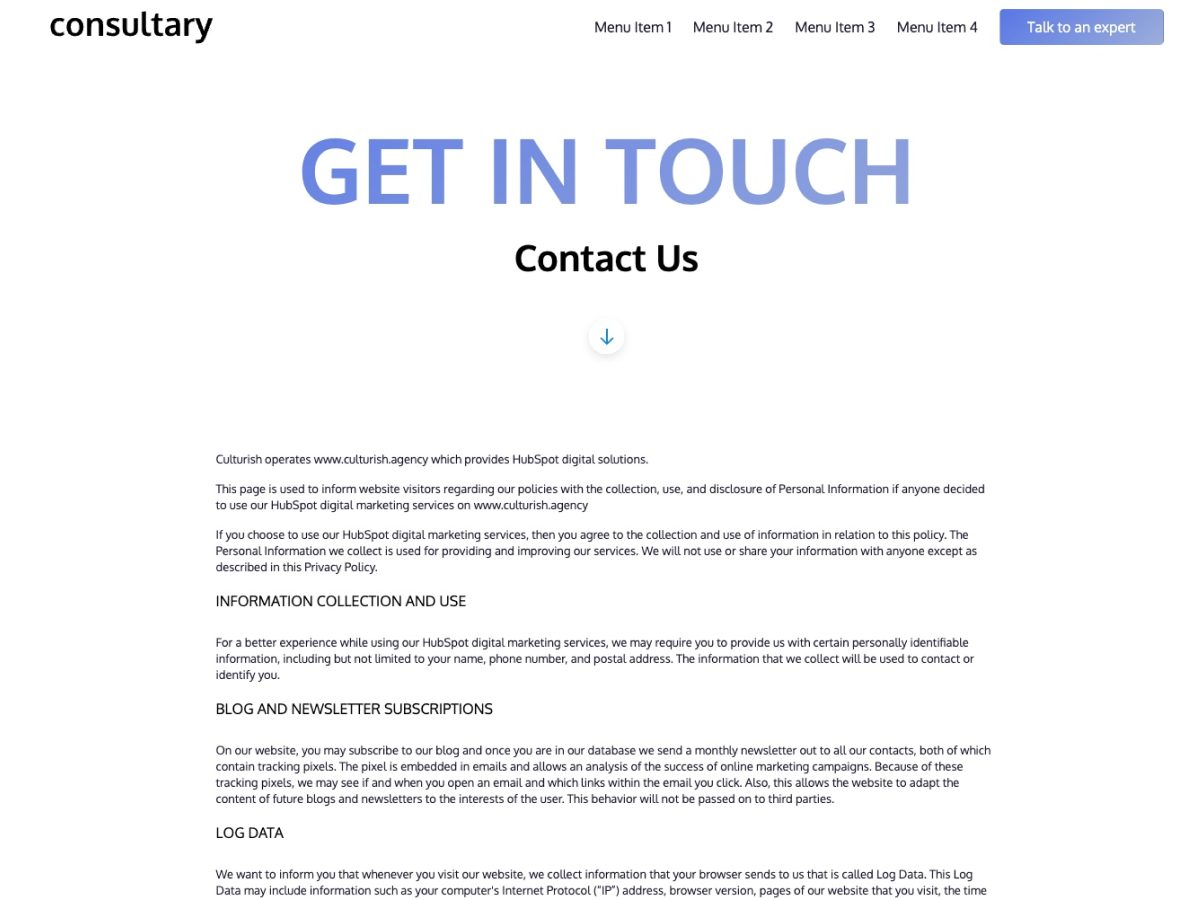 consultary
Menu Item 1 Menu Item 2 Menu Item 3 Menu Item 4 Talk to an expert
GET IN TOUCH
Contact Us
Culturish operates www.culturish.agency which provides HubSpot digital solutions.
This page is used to inform website visitors regarding our policies with the collection, use, and disclosure of Personal Information if anyone decided
to use our HubSpot digital marketing services on www.culturish.agency
If you choose to use our HubSpot digital marketing services, then you agree to the collection and use of information in relation to this policy. The
Personal Information we collect is used for providing and improving our services. We will not use or share your information with anyone except as
described in this Privacy Policy.
INFORMATION COLLECTION AND USE
For a better experience while using our HubSpot digital marketing services, we may require you to provide us with certain personally identifiable
information, including but not limited to your name, phone number, and postal address. The information that we collect will be used to contact or
identify you.
BLOG AND NEWSLETTER SUBSCRIPTIONS
On our website, you may subscribe to our blog and once you are in our database we send a monthly newsletter out to all our contacts, both of which
contain tracking pixels. The pixel is embedded in emails and allows an analysis of the success of online marketing campaigns. Because of these
tracking pixels, we may see if and when you open an email and which links within the email you click. Also, this allows the website to adapt the
content of future blogs and newsletters to the interests of the user. This behavior will not be passed on to third parties.
LOG DATA
We want to inform you that whenever you visit our website, we collect information that your browser sends to us that is called Log Data. This Log
Data may include information such as your computer's Internet Protocol (“IP”) address, browser version, pages of our website that you visit, the time